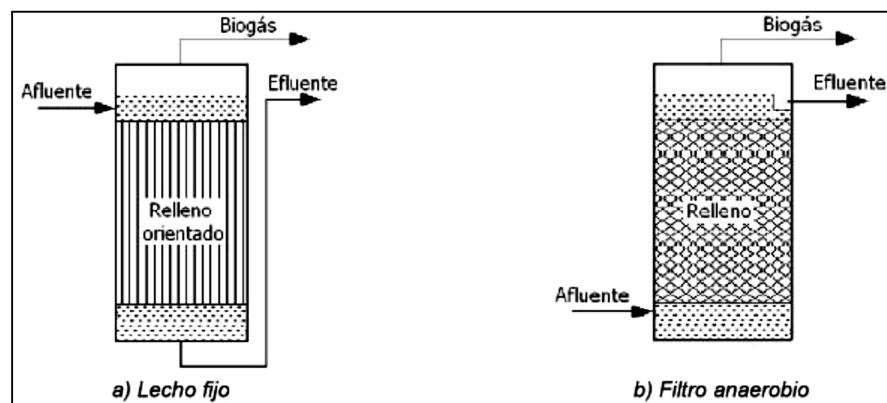 Biogás
Efluente
Afluente
Relleno
orientado
a) Lecho fijo
Biogás
Efluente
Relleno
Afluente
b) Filtro anaerobio